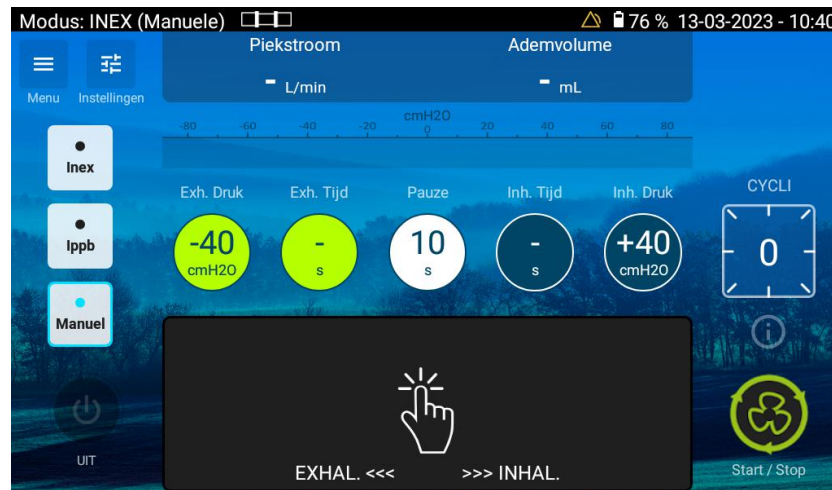 Modus: INEX (Manuele) 76 % 13-03-2023 - 10:40
Menu
Instellingen
Piekstroom
Ademvolume
- L/min
- mL
cmH2O
-80 -60 -40 -20 0 20 40 60 80
Inex
Ippb
Manuel
UIT
Exh. Druk Exh. Tijd Pauze Inh. Tijd Inh. Druk
-40 - 10 - +40
cmH2O s s s cmH2O
CYCLI
0
EXHAL. <<< >>> INHAL.
Start / Stop